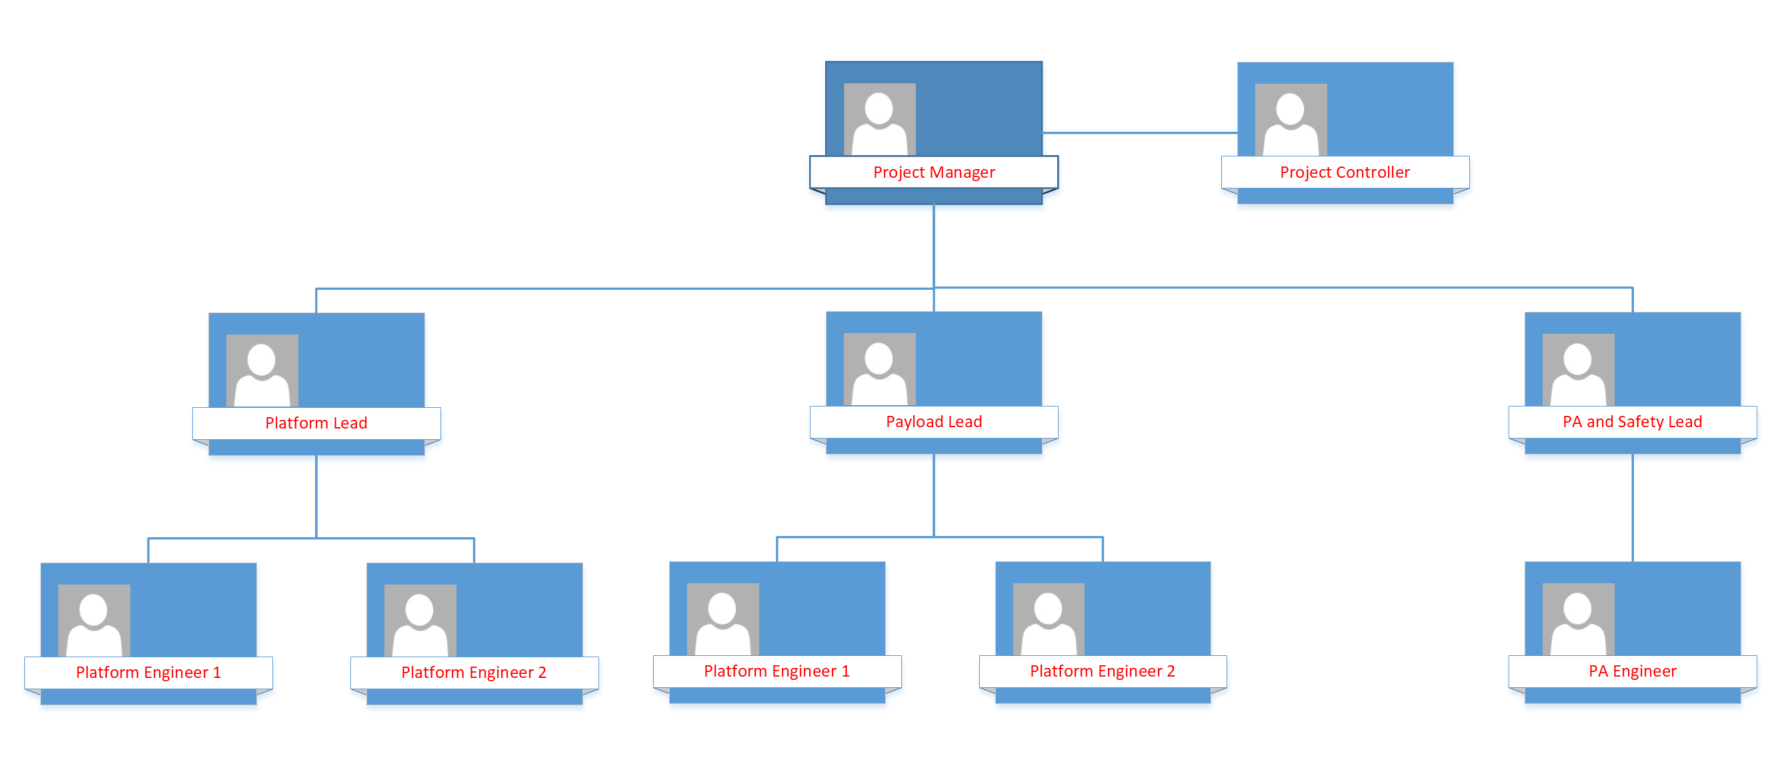 Project Manager
Project Controller
Platform Lead
Payload Lead
PA and Safety Lead
Platform Engineer 1
Platform Engineer 2
Platform Engineer 1
Platform Engineer 2
PA Engineer